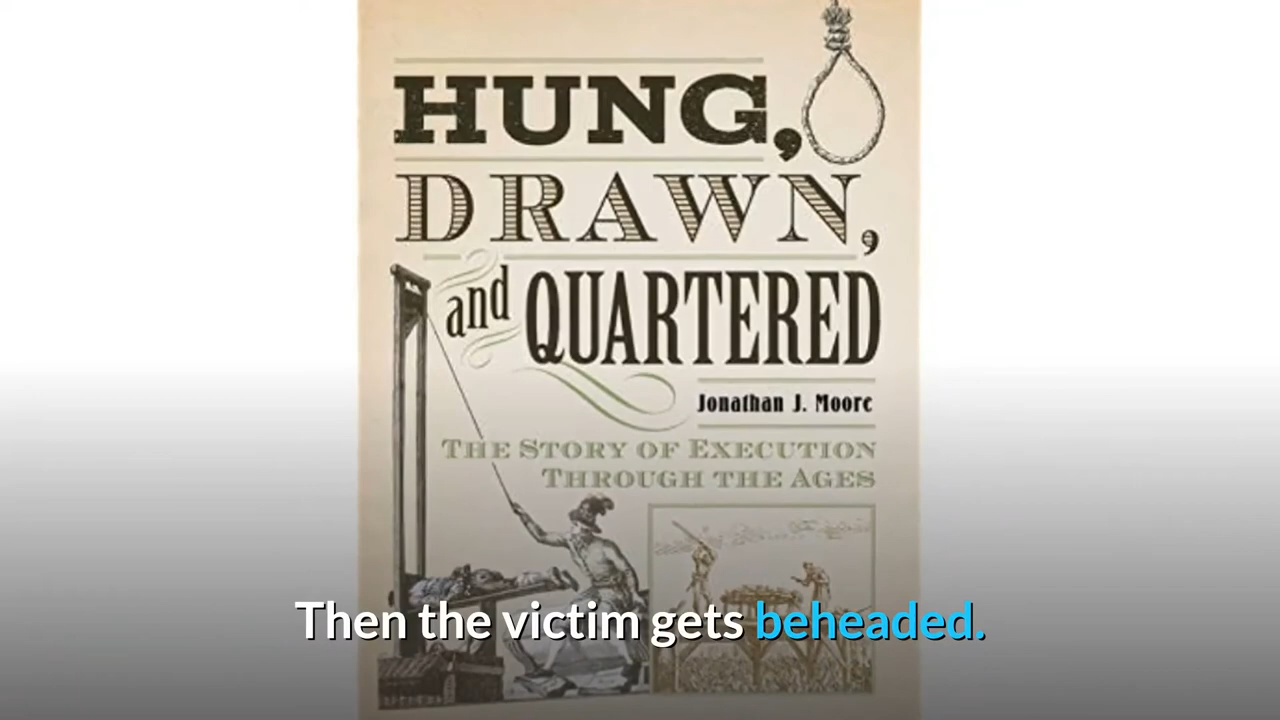 HUNG,
DRAWN,
and QUARTERED
Jonathan J. Moore
THE STORY OF EXECUTION
THROUGH THE AGES
Then the victim gets beheaded.